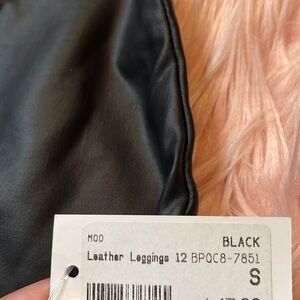 MOD
BLACK
Leather Leggings 12 BPQC8-7851
S